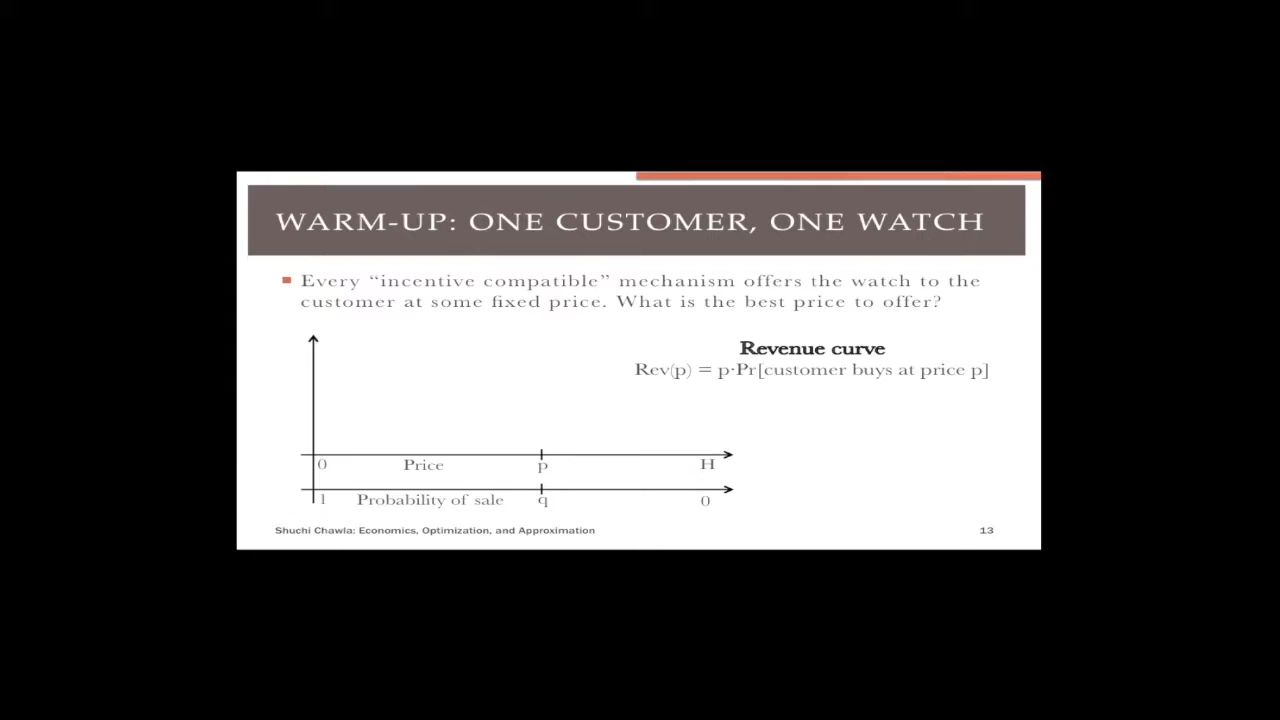 WARM-UP: ONE CUSTOMER, ONE WATCH
Every “incentive compatible” mechanism offers the watch to the
customer at some fixed price. What is the best price to offer?
Revenue curve
Rev(p) = p·Pr[customer buys at price p]
0 Price p H
1 Probability of sale q 0
Shuchi Chawla: Economics, Optimization, and Approximation 13